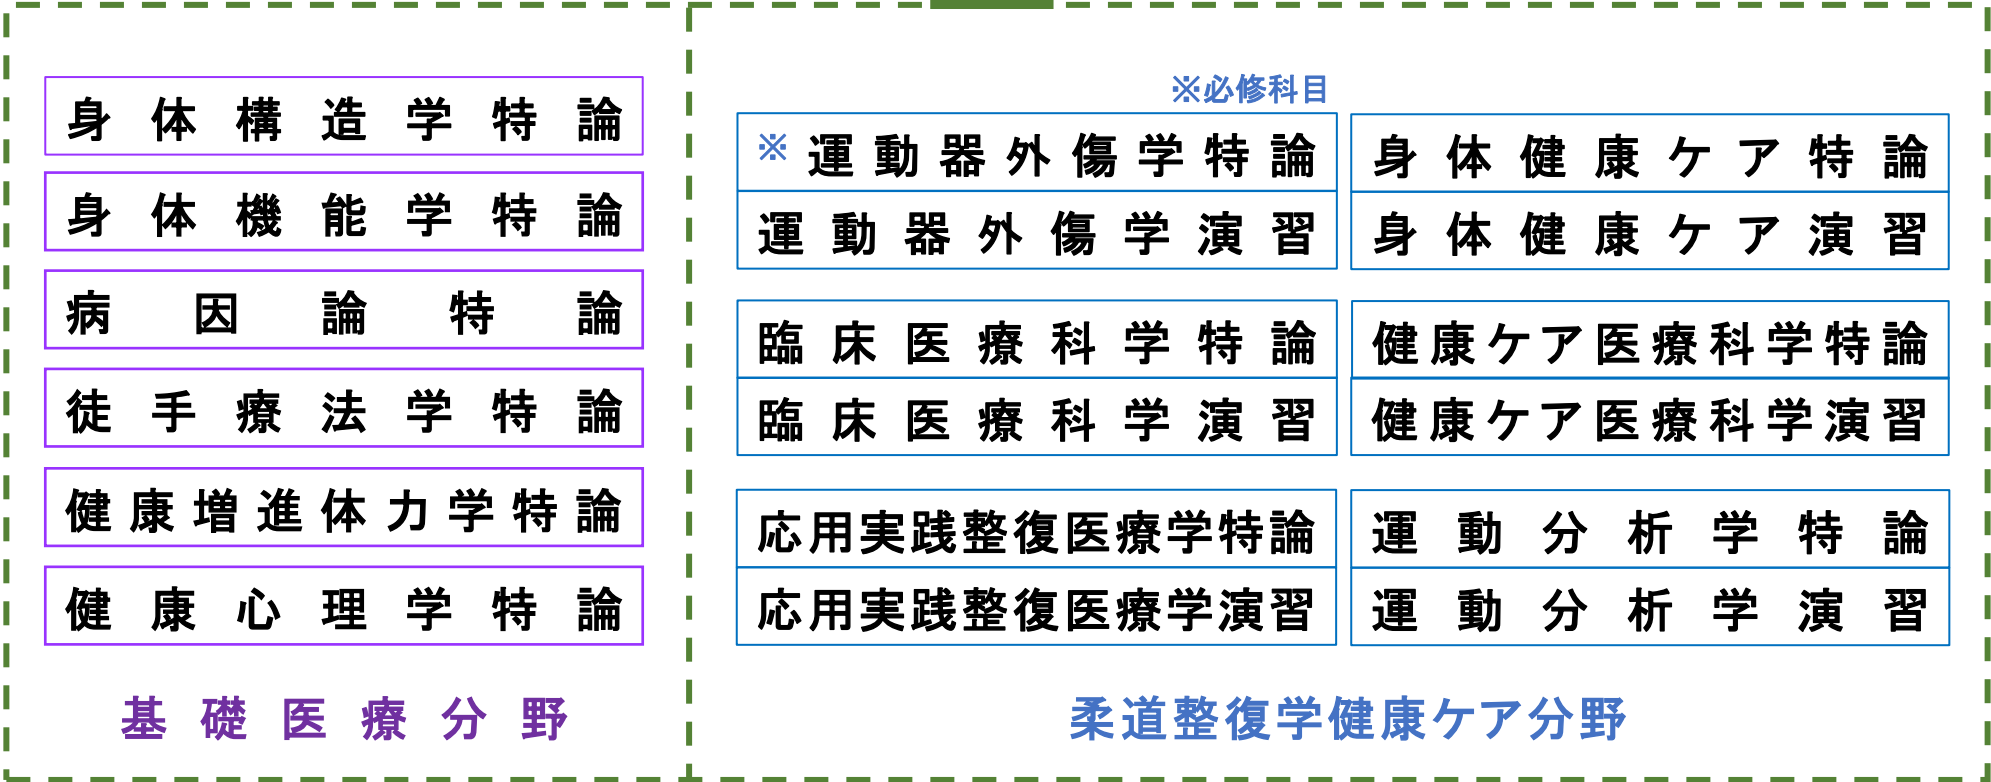 身体構造学特論
身体機能学特論
病因論特論
徒手療法学特論
健康増進体力学特論
健康心理学特論
基礎医療分野
※必修科目
※運動器外傷学特論
運動器外傷学演習
臨床医療科学特論
臨床医療科学演習
応用実践整復医療学特論
応用実践整復医療学演習
身体健康ケア特論
身体健康ケア演習
健康ケア医療科学特論
健康ケア医療科学演習
運動分析学特論
運動分析学演習
柔道整復学健康ケア分野